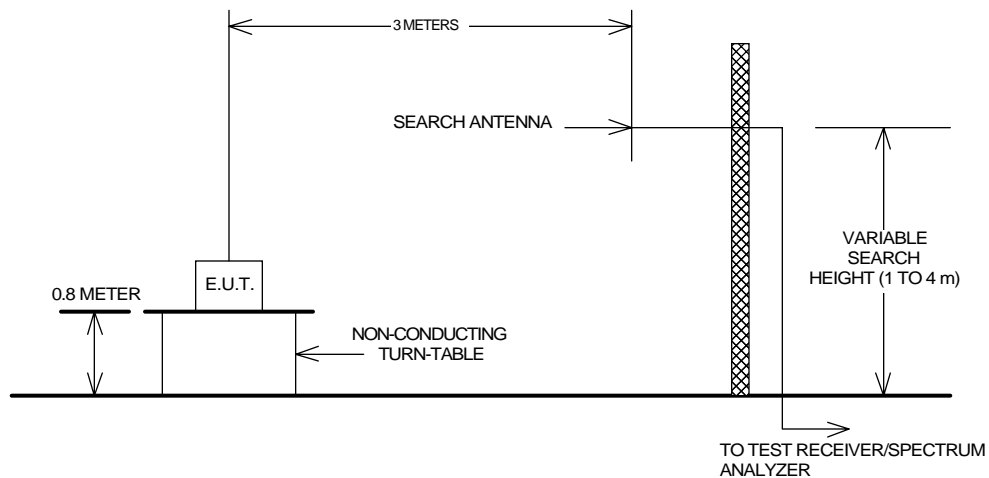 3 METERS
SEARCH ANTENNA
VARIABLE
SEARCH
HEIGHT (1 TO 4 m)
E.U.T.
0.8 METER
NON-CONDUCTING
TURN-TABLE
TO TEST RECEIVER/SPECTRUM
ANALYZER